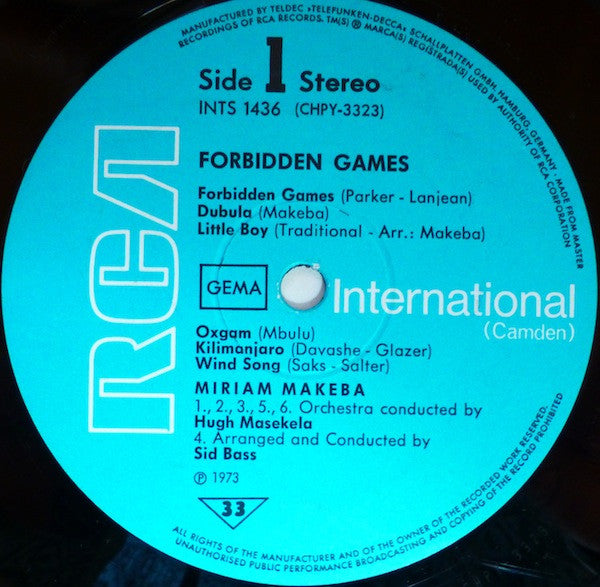 MANUFACTURED BY TELDEC »TELEFUNKEN-DECCA« SCHALLPLATTEN GMBH, HAMBURG, GERMANY - MADE FROM MASTER
RECORDINGS OF RCA RECORDS. TM(S) ® MARCA(S) REGISTRADA(S) USED BY AUTHORITY OF RCA CORPORATION
Side 1 Stereo
INTS 1436 (CHPY-3323)
RCA
FORBIDDEN GAMES
Forbidden Games (Parker - Lanjean)
Dubula (Makeba)
Little Boy (Traditional - Arr.: Makeba)
GEMA
International
(Camden)
Oxgam (Mbulu)
Kilimanjaro (Davashe - Glazer)
Wind Song (Saks - Salter)
MIRIAM MAKEBA
1., 2., 3., 5., 6. Orchestra conducted by
Hugh Masekela
4. Arranged and Conducted by
Sid Bass
℗ 1973
33
ALL RIGHTS OF THE MANUFACTURER AND OF THE OWNER OF THE RECORDED WORK RESERVED.
UNAUTHORISED PUBLIC PERFORMANCE BROADCASTING AND COPYING OF THE RECORD PROHIBITED